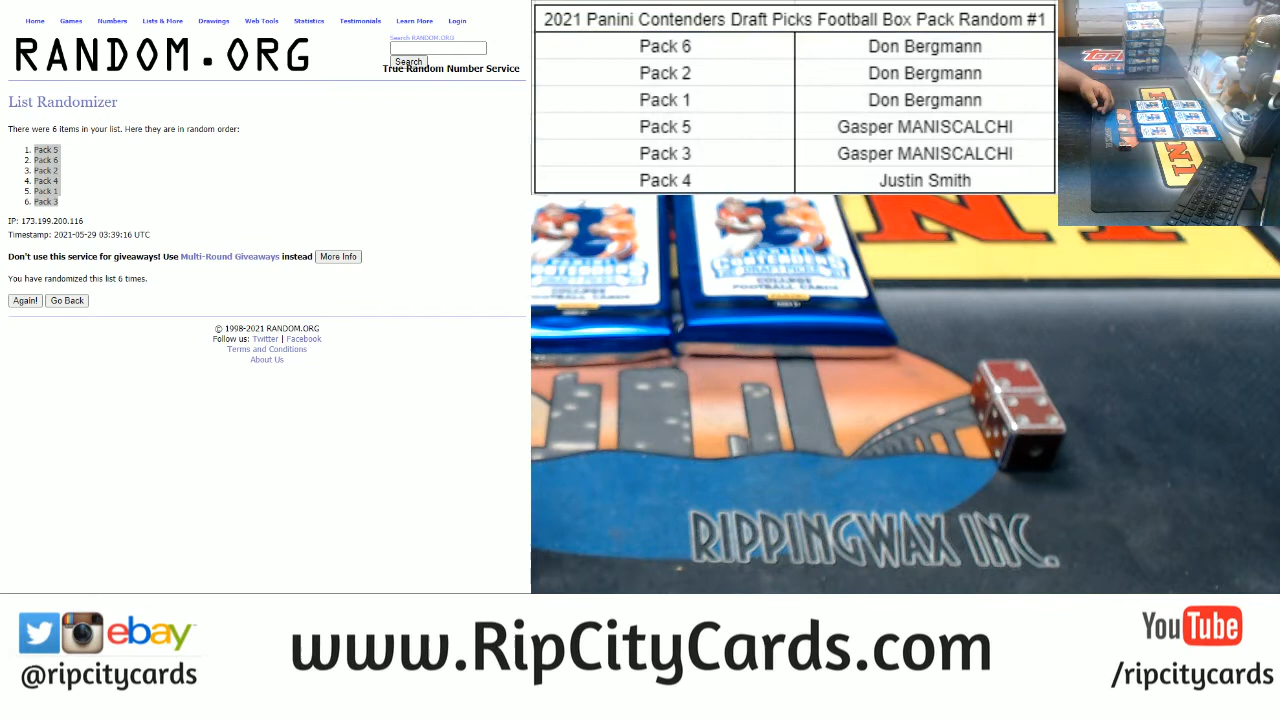 Home Games Numbers Lists & More Drawings Web Tools Statistics Testimonials Learn More Login
RANDOM.ORG
Search RANDOM.ORG
Search
True Random Number Service
List Randomizer
There were 6 items in your list. Here they are in random order:
1. Pack 5
2. Pack 6
3. Pack 2
4. Pack 4
5. Pack 1
6. Pack 3
IP: 173.199.200.116
Timestamp: 2021-05-29 03:39:16 UTC
Don't use this service for giveaways! Use Multi-Round Giveaways instead More Info
You have randomized this list 6 times.
Again! Go Back
© 1998-2021 RANDOM.ORG
Follow us: Twitter | Facebook
Terms and Conditions
About Us
2021 Panini Contenders Draft Picks Football Box Pack Random #1
Pack 6 Don Bergmann
Pack 2 Don Bergmann
Pack 1 Don Bergmann
Pack 5 Gasper MANISCALCHI
Pack 3 Gasper MANISCALCHI
Pack 4 Justin Smith
CONTENDERS
DRAFT PICKS
COLLEGE
FOOTBALL CARDS
RIPPINGWAX INC.
ebay
@ripcitycards
www.RipCityCards.com
YouTube
/ripcitycards